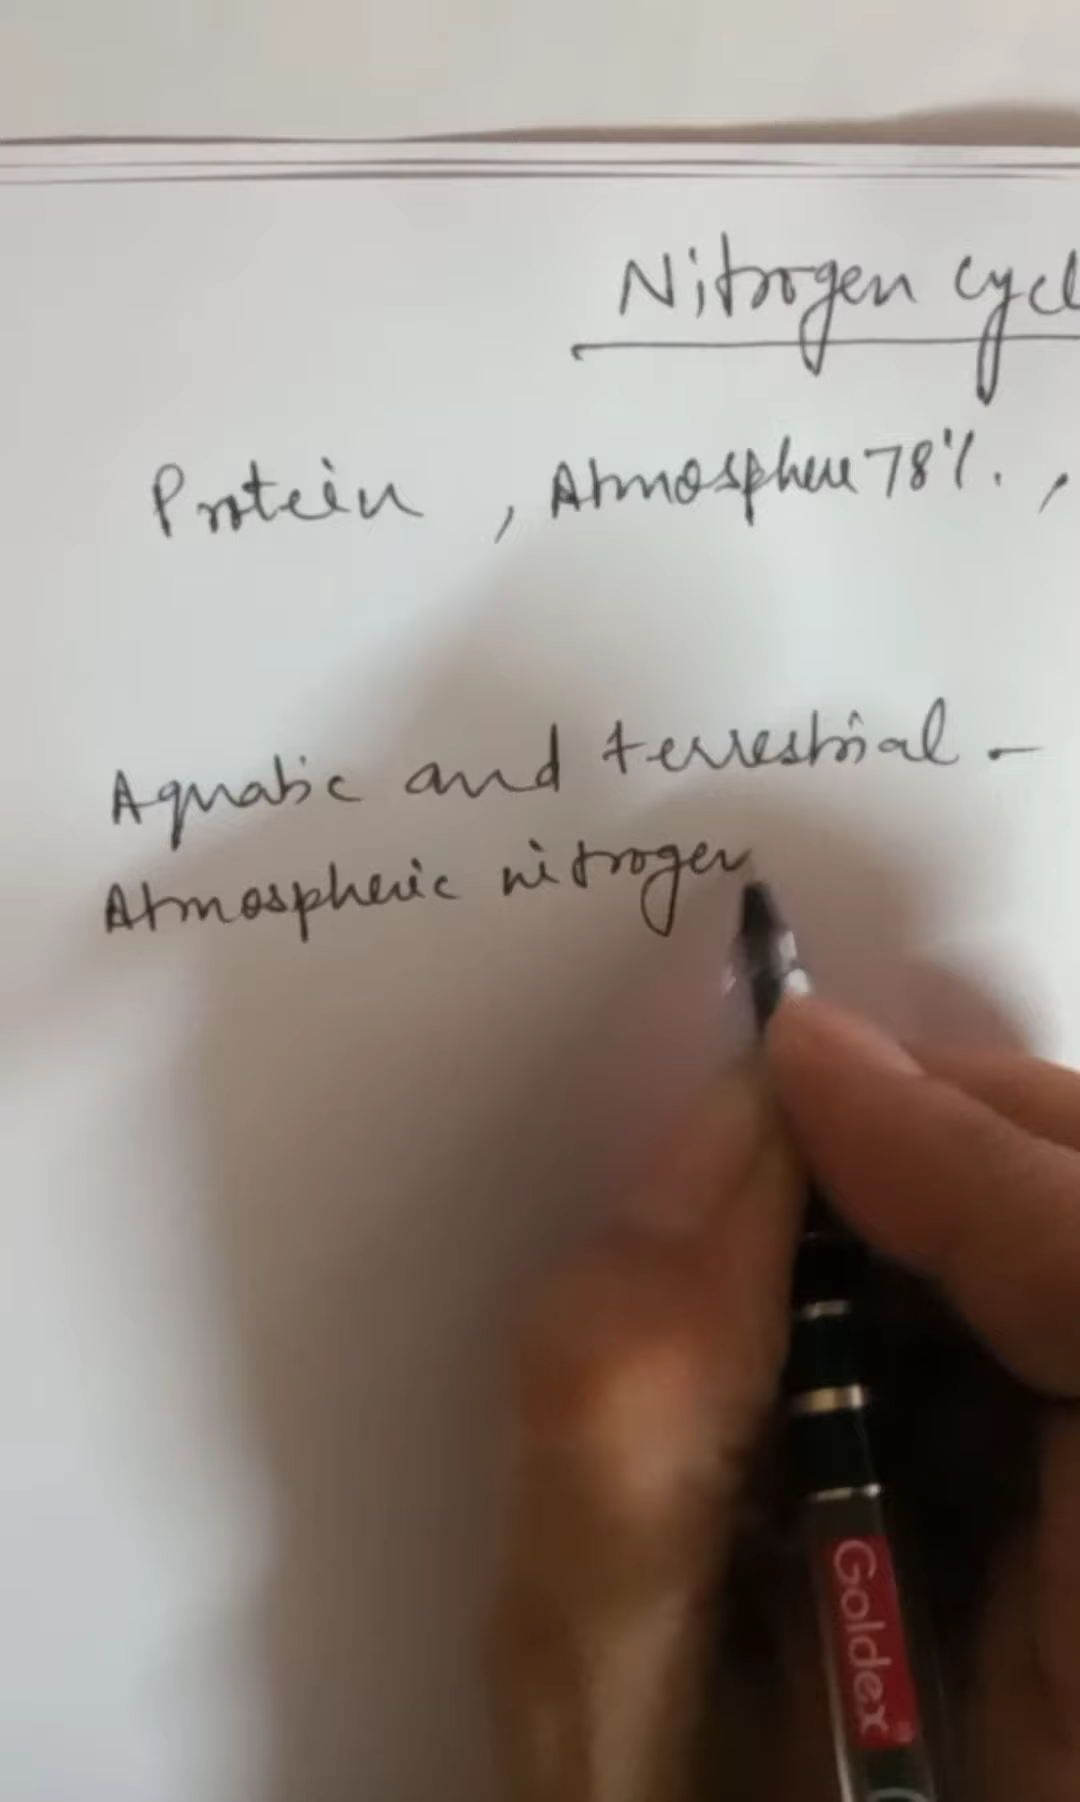 Nitrogen cycl
Protein , Atmosphere 78%. ,
Aquatic and terrestrial -
Atmospheric nitrogen
Goldex